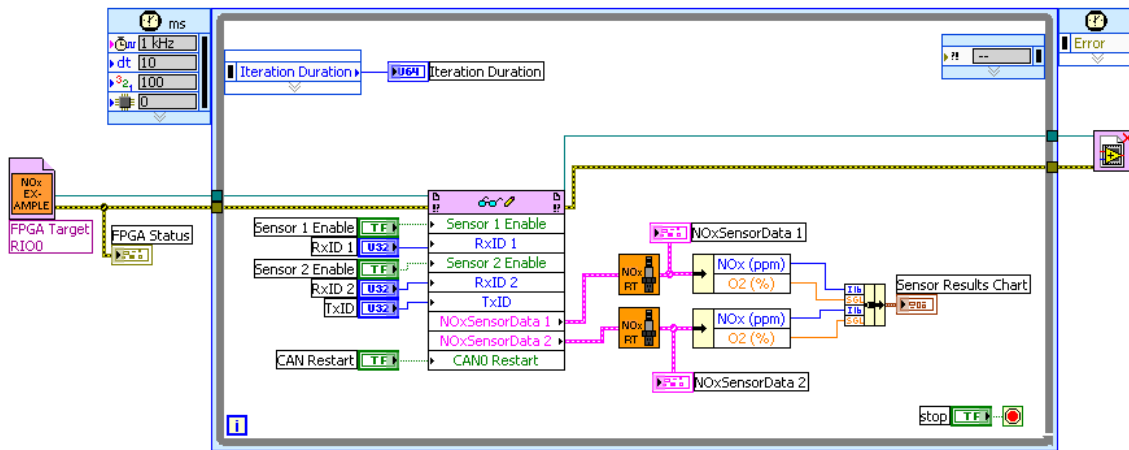 ms
1 kHz
dt 10
321 100
0
Iteration Duration
U64 Iteration Duration
?! --
Error
NOx
EX-
AMPLE
FPGA Target
RIO0
FPGA Status
?! ?!
Sensor 1 Enable TF Sensor 1 Enable
RxID 1 U32 RxID 1
Sensor 2 Enable TF Sensor 2 Enable
RxID 2 U32 RxID 2
TxID U32 TxID
NOxSensorData 1
NOxSensorData 2
CAN Restart TF CAN0 Restart
NOxSensorData 1
NOx
RT
NOx (ppm)
O2 (%)
NOx
RT
NOx (ppm)
O2 (%)
SGL
SGL
Sensor Results Chart
NOxSensorData 2
stop TF
i